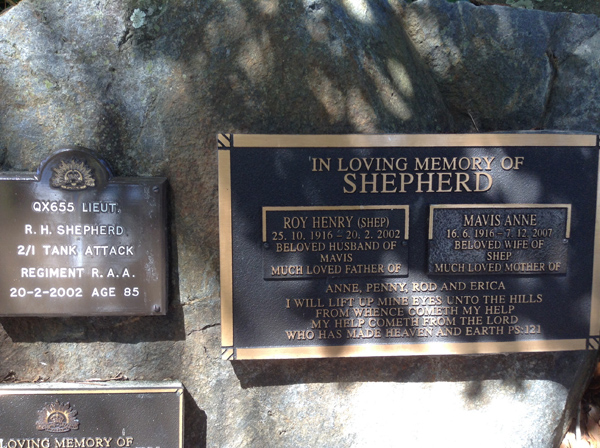 QX655 LIEUT.
R. H. SHEPHERD
2/1 TANK ATTACK
REGIMENT R.A.A.
20-2-2002 AGE 85
IN LOVING MEMORY OF
SHEPHERD
ROY HENRY (SHEP)
25. 10. 1916 - 20. 2. 2002
BELOVED HUSBAND OF
MAVIS
MUCH LOVED FATHER OF
MAVIS ANNE
16. 6. 1916 - 7. 12. 2007
BELOVED WIFE OF
SHEP
MUCH LOVED MOTHER OF
ANNE, PENNY, ROD AND ERICA
I WILL LIFT UP MINE EYES UNTO THE HILLS
FROM WHENCE COMETH MY HELP
MY HELP COMETH FROM THE LORD
WHO HAS MADE HEAVEN AND EARTH PS:121
LOVING MEMORY OF